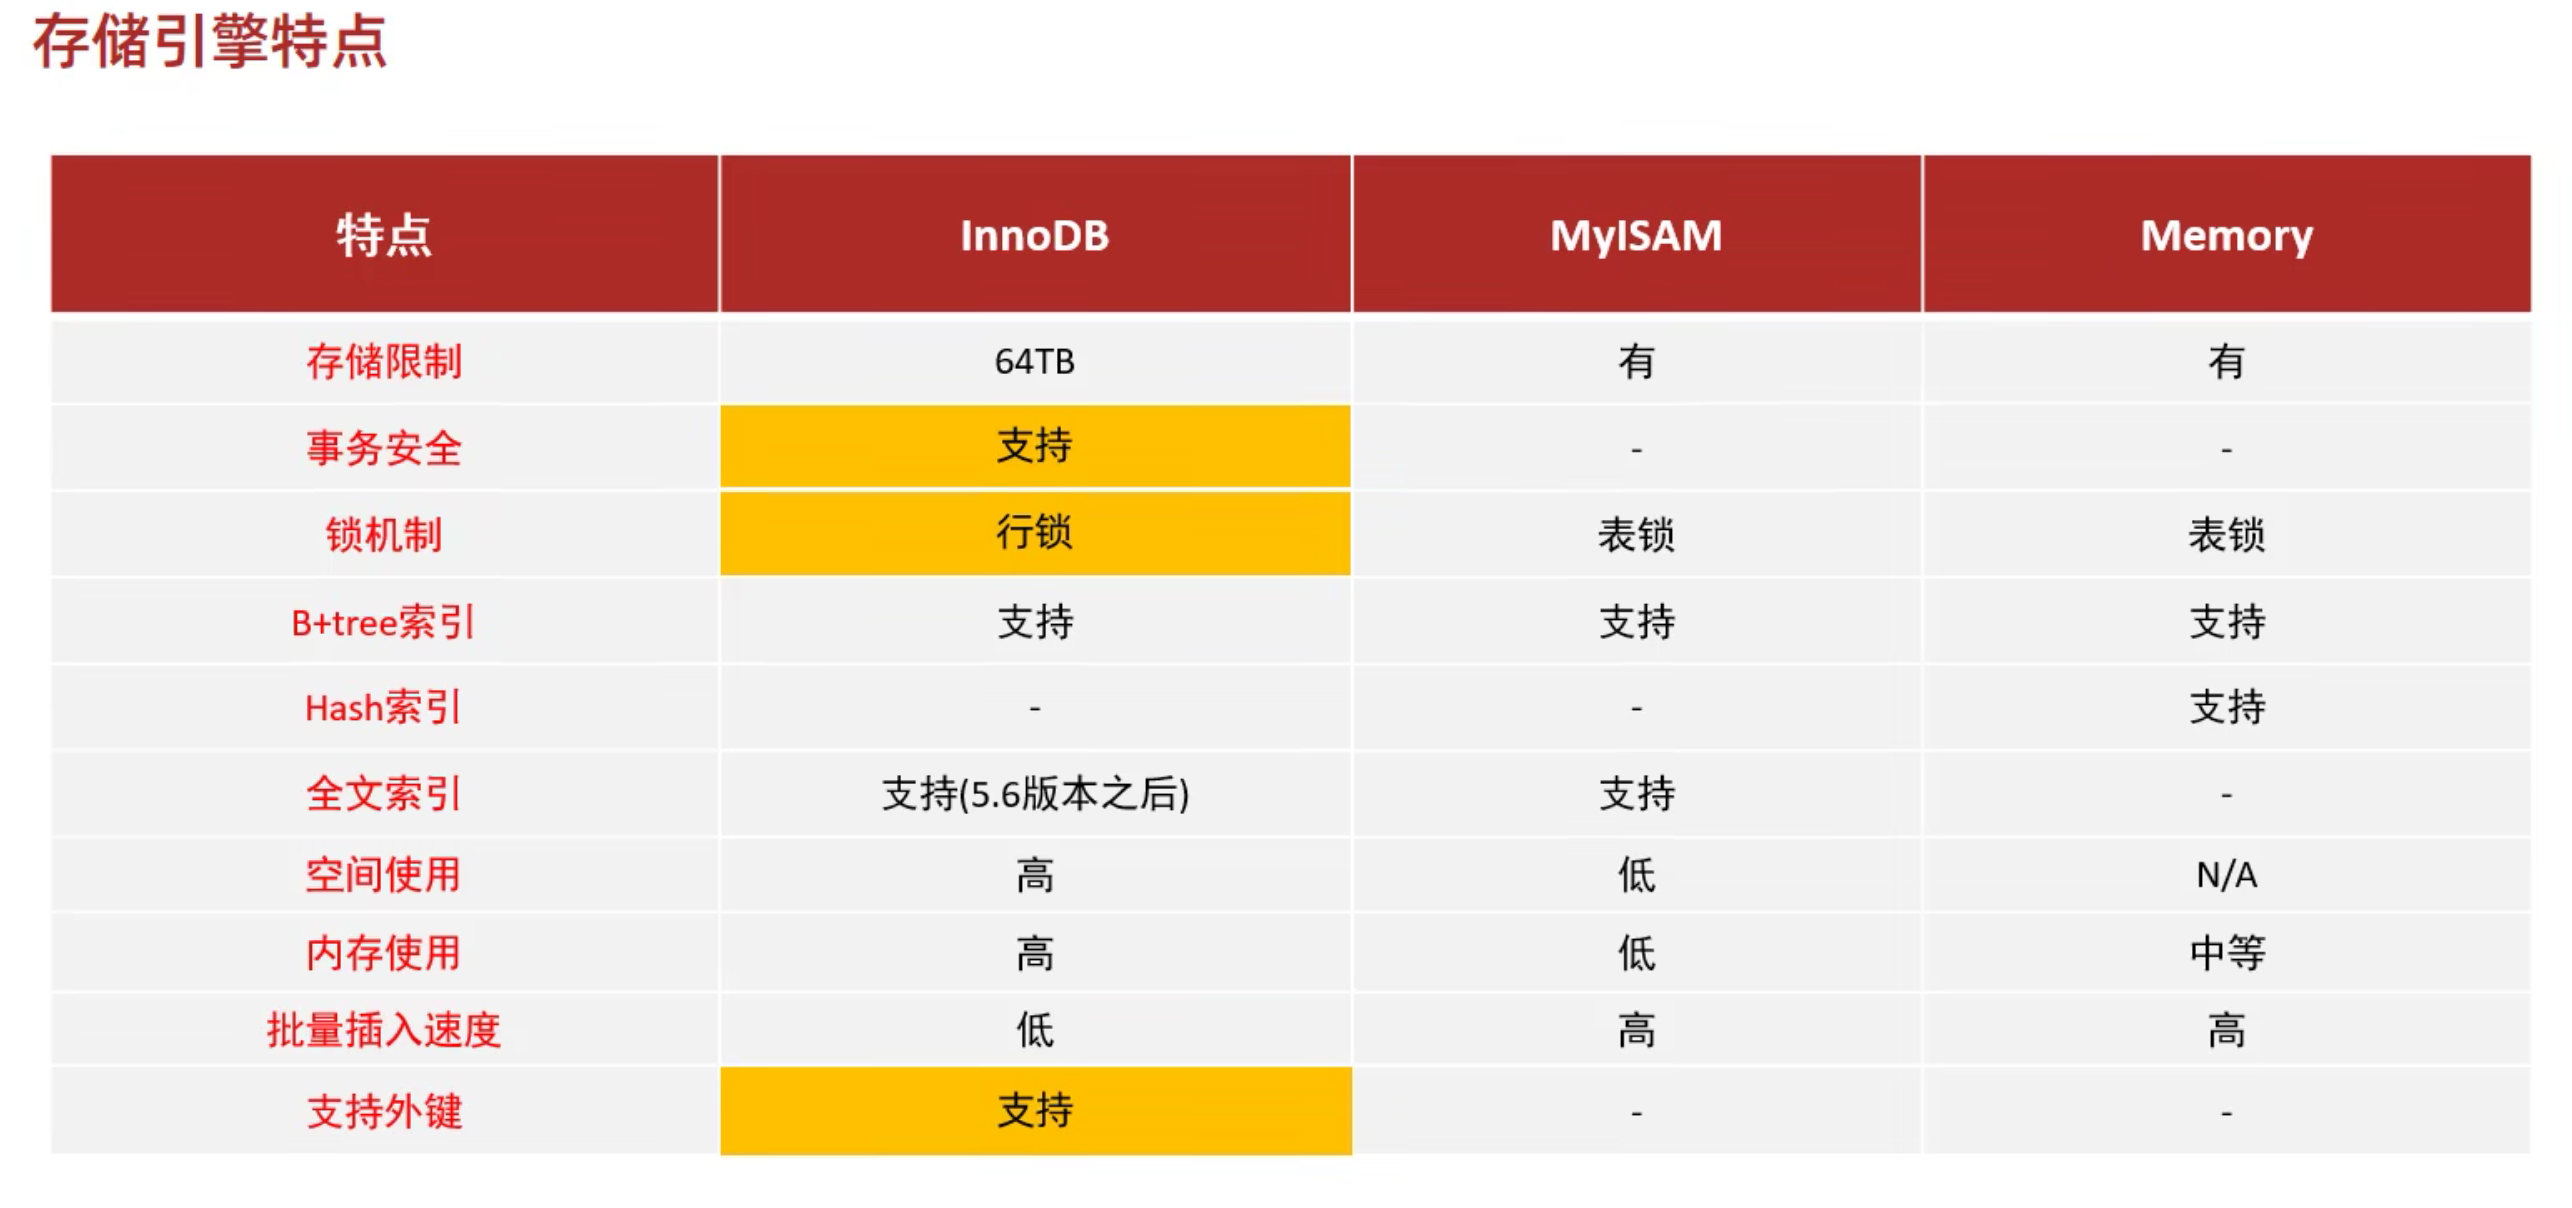 存储引擎特点
特点 InnoDB MyISAM Memory
存储限制 64TB 有 有
事务安全 支持 - -
锁机制 行锁 表锁 表锁
B+tree索引 支持 支持 支持
Hash索引 - - 支持
全文索引 支持(5.6版本之后) 支持 -
空间使用 高 低 N/A
内存使用 高 低 中等
批量插入速度 低 高 高
支持外键 支持 - -